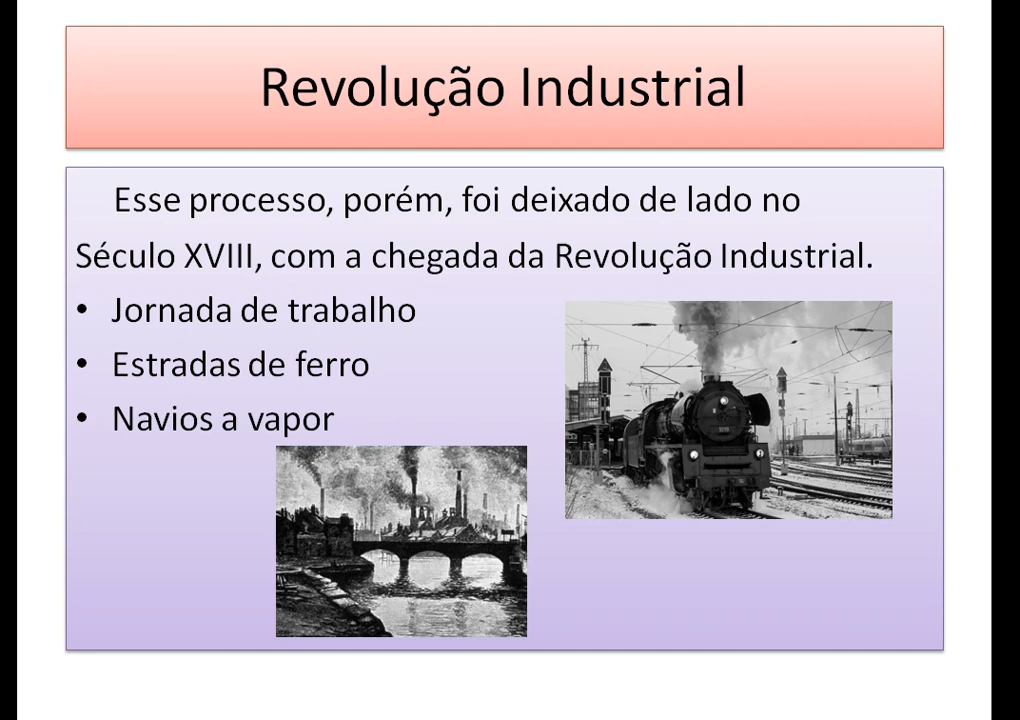 Revolução Industrial
Esse processo, porém, foi deixado de lado no
Século XVIII, com a chegada da Revolução Industrial.
• Jornada de trabalho
• Estradas de ferro
• Navios a vapor